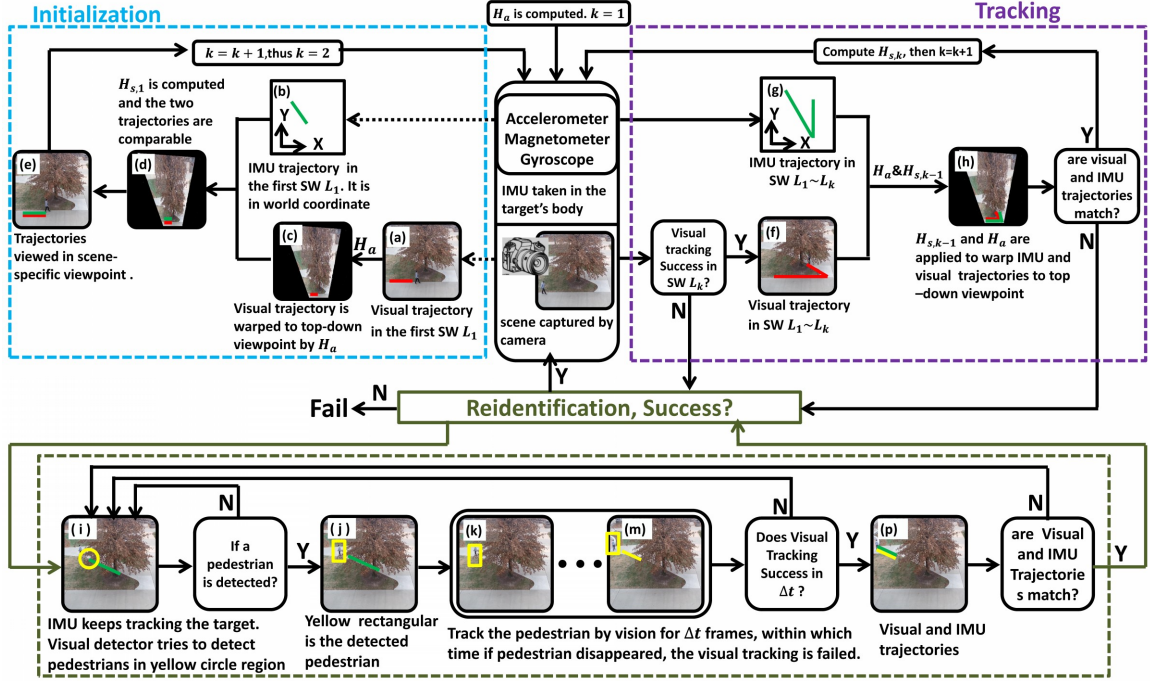 Initialization
H_a is computed. k = 1
Tracking
k = k + 1,thus k = 2
Compute H_{s,k}, then k=k+1
H_{s,1} is computed
and the two
trajectories are
comparable
(b)
Y
X
IMU trajectory in
the first SW L_1. It is
in world coordinate
(e)
(d)
Trajectories
viewed in scene-
specific viewpoint .
(c)
H_a
(a)
Visual trajectory is
warped to top-down
viewpoint by H_a
Visual trajectory
in the first SW L_1
Accelerometer
Magnetometer
Gyroscope
IMU taken in the
target's body
scene captured by
camera
(g)
Y
X
IMU trajectory in
SW L_1~L_k
H_a&H_{s,k−1}
(h)
Y
are visual
and IMU
trajectories
match?
N
Visual
tracking
Success in
SW L_k?
Y
N
(f)
Visual trajectory
in SW L_1~L_k
H_{s,k−1} and H_a are
applied to warp IMU and
visual trajectories to top
–down viewpoint
Y
Fail
N
Reidentification, Success?
N
N
N
( i )
If a
pedestrian
is detected?
Y
( j )
(k)
(m)
Does Visual
Tracking
Success in
Δt ?
Y
(p)
are Visual
and IMU
Trajectorie
s match?
Y
IMU keeps tracking the target.
Visual detector tries to detect
pedestrians in yellow circle region
Yellow rectangular
is the detected
pedestrian
Track the pedestrian by vision for Δt frames, within which
time if pedestrian disappeared, the visual tracking is failed.
Visual and IMU
trajectories